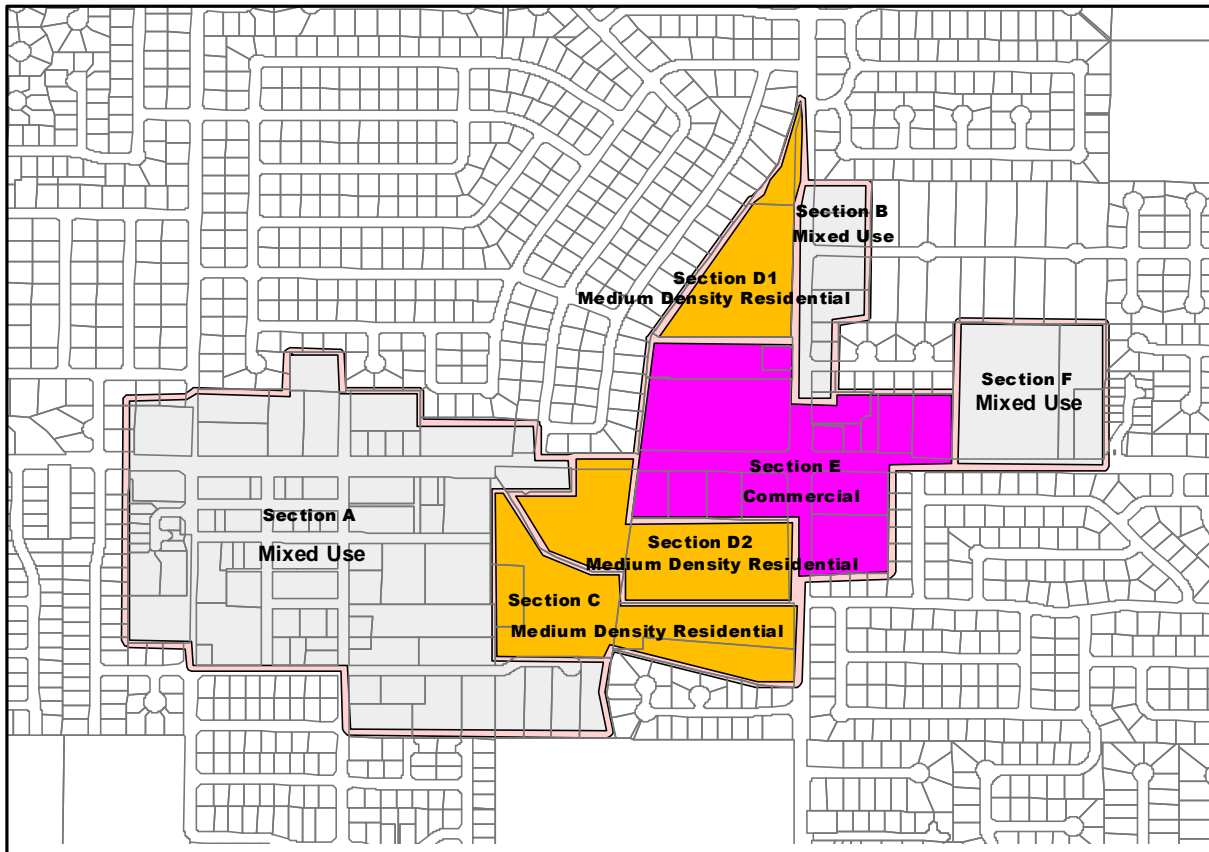 Section B
Mixed Use
Section D1
Medium Density Residential
Section F
Mixed Use
Section E
Commercial
Section A
Mixed Use
Section D2
Medium Density Residential
Section C
Medium Density Residential